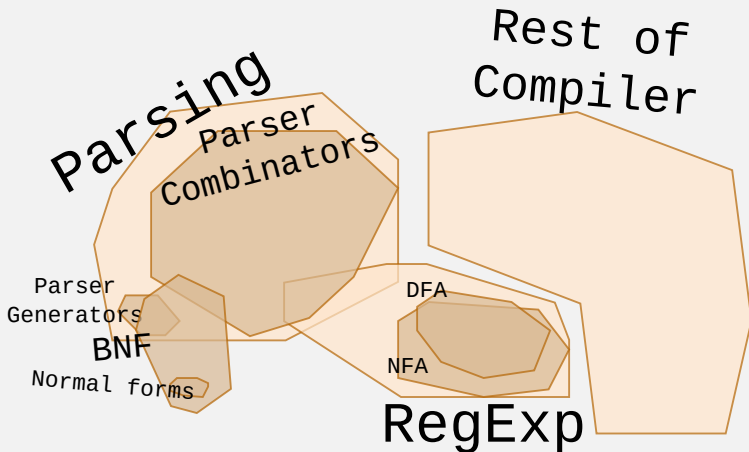 Rest of
Compiler
Parsing
Parser
Combinators
Parser
Generators
BNF
Normal forms
DFA
NFA
RegExp